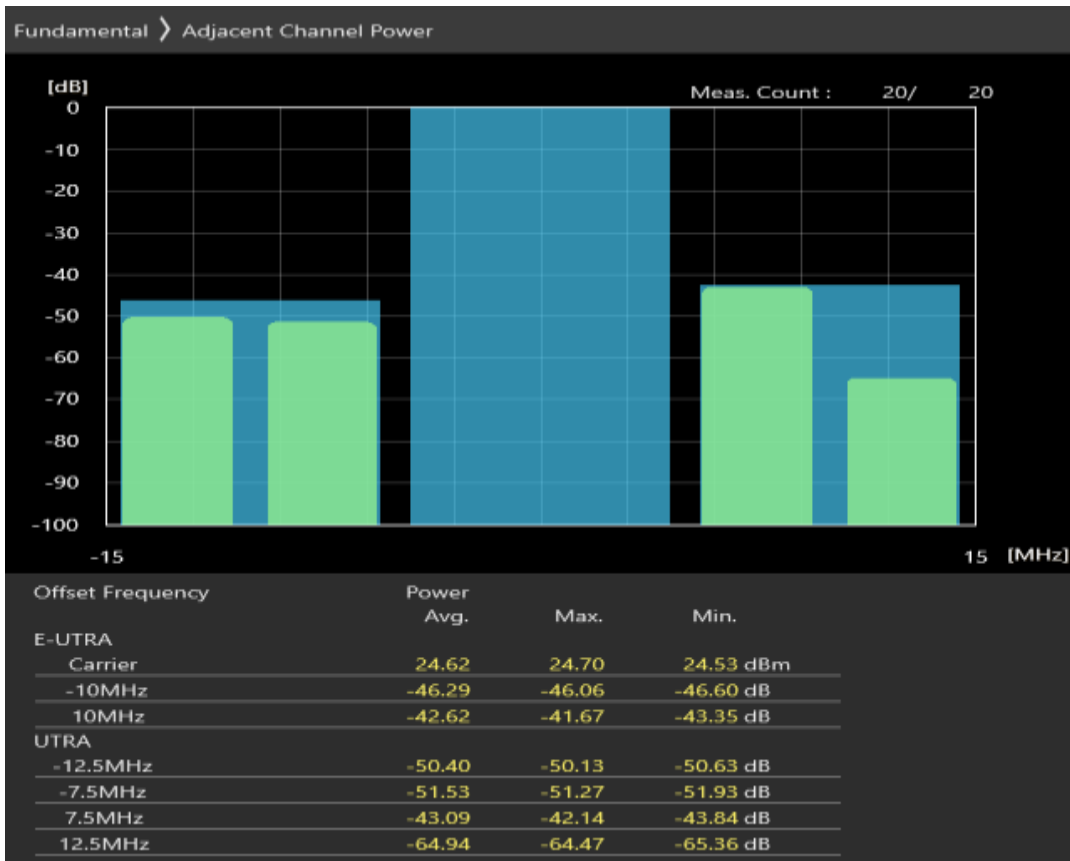 Fundamental 〉 Adjacent Channel Power
[dB]
Meas. Count : 20/ 20
0
-10
-20
-30
-40
-50
-60
-70
-80
-90
-100
-15 15 [MHz]
Offset Frequency Power
Avg. Max. Min.
E-UTRA
Carrier 24.62 24.70 24.53 dBm
-10MHz -46.29 -46.06 -46.60 dB
10MHz -42.62 -41.67 -43.35 dB
UTRA
-12.5MHz -50.40 -50.13 -50.63 dB
-7.5MHz -51.53 -51.27 -51.93 dB
7.5MHz -43.09 -42.14 -43.84 dB
12.5MHz -64.94 -64.47 -65.36 dB